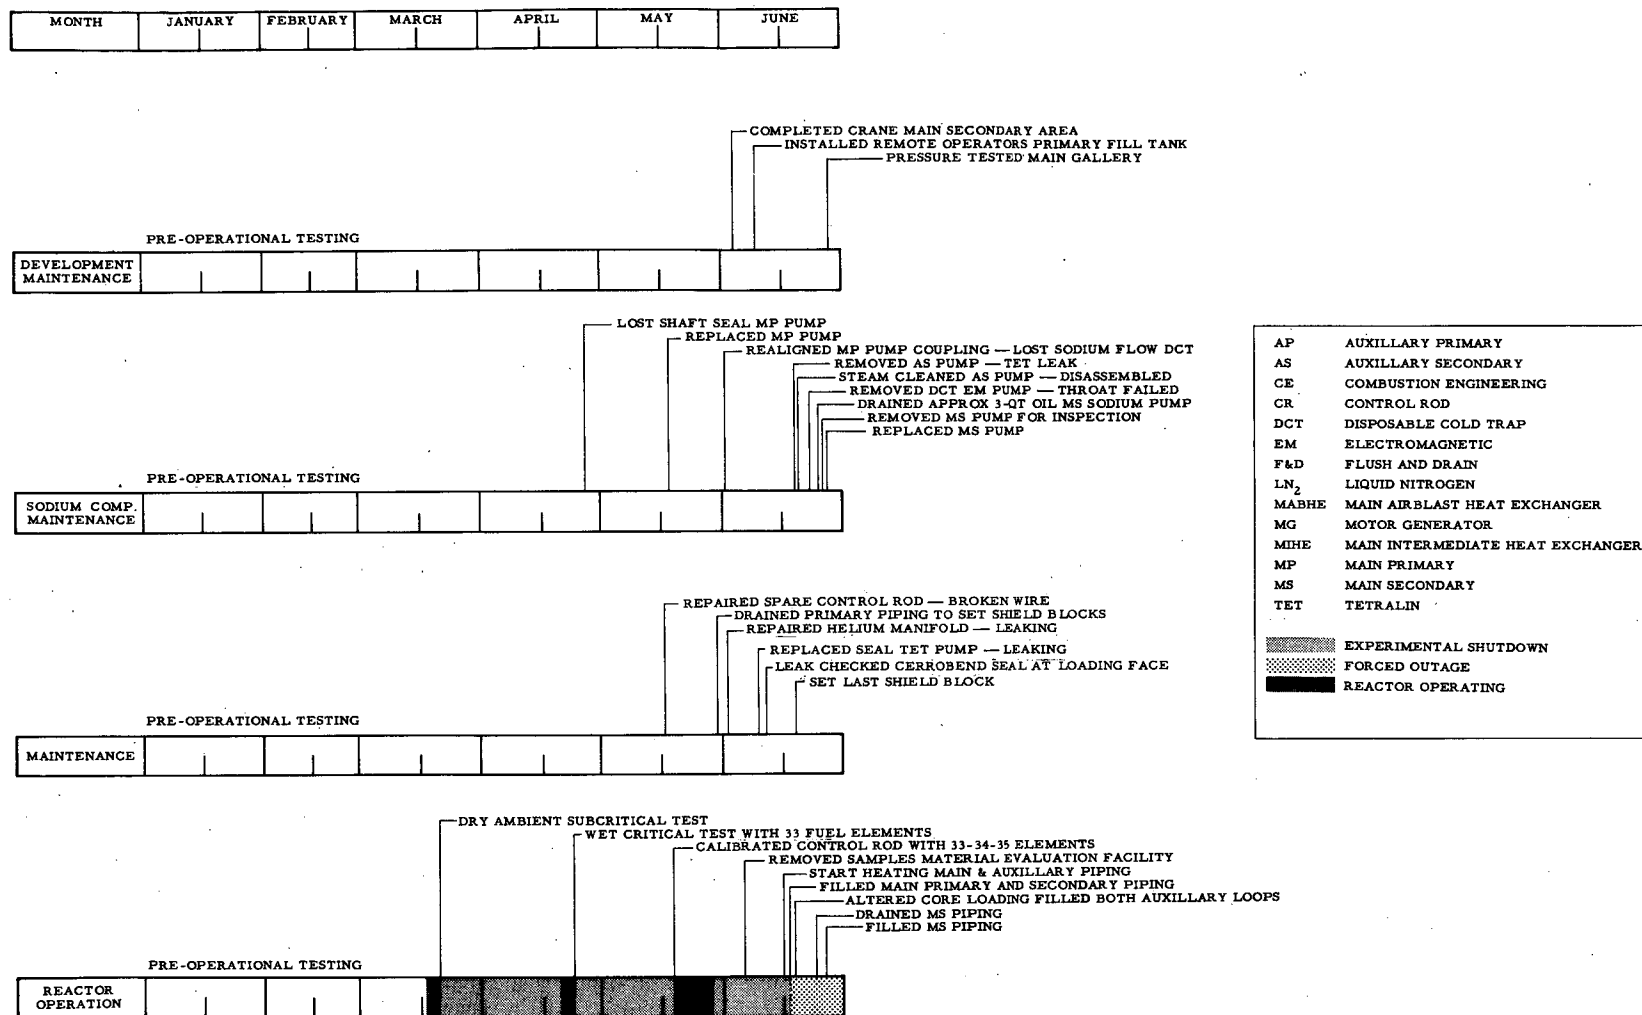 MONTH JANUARY FEBRUARY MARCH APRIL MAY JUNE
COMPLETED CRANE MAIN SECONDARY AREA
INSTALLED REMOTE OPERATORS PRIMARY FILL TANK
PRESSURE TESTED MAIN GALLERY
PRE-OPERATIONAL TESTING
DEVELOPMENT
MAINTENANCE
LOST SHAFT SEAL MP PUMP
REPLACED MP PUMP
REALIGNED MP PUMP COUPLING — LOST SODIUM FLOW DCT
REMOVED AS PUMP — TET LEAK
STEAM CLEANED AS PUMP — DISASSEMBLED
REMOVED DCT EM PUMP — THROAT FAILED
DRAINED APPROX 3-QT OIL MS SODIUM PUMP
REMOVED MS PUMP FOR INSPECTION
REPLACED MS PUMP
PRE-OPERATIONAL TESTING
SODIUM COMP.
MAINTENANCE
REPAIRED SPARE CONTROL ROD — BROKEN WIRE
DRAINED PRIMARY PIPING TO SET SHIELD BLOCKS
REPAIRED HELIUM MANIFOLD — LEAKING
REPLACED SEAL TET PUMP — LEAKING
LEAK CHECKED CERROBEND SEAL AT LOADING FACE
SET LAST SHIELD BLOCK
PRE-OPERATIONAL TESTING
MAINTENANCE
DRY AMBIENT SUBCRITICAL TEST
WET CRITICAL TEST WITH 33 FUEL ELEMENTS
CALIBRATED CONTROL ROD WITH 33-34-35 ELEMENTS
REMOVED SAMPLES MATERIAL EVALUATION FACILITY
START HEATING MAIN & AUXILLARY PIPING
FILLED MAIN PRIMARY AND SECONDARY PIPING
ALTERED CORE LOADING FILLED BOTH AUXILLARY LOOPS
DRAINED MS PIPING
FILLED MS PIPING
PRE-OPERATIONAL TESTING
REACTOR
OPERATION
AP AUXILLARY PRIMARY
AS AUXILLARY SECONDARY
CE COMBUSTION ENGINEERING
CR CONTROL ROD
DCT DISPOSABLE COLD TRAP
EM ELECTROMAGNETIC
F&D FLUSH AND DRAIN
LN2 LIQUID NITROGEN
MABHE MAIN AIRBLAST HEAT EXCHANGER
MG MOTOR GENERATOR
MIHE MAIN INTERMEDIATE HEAT EXCHANGER
MP MAIN PRIMARY
MS MAIN SECONDARY
TET TETRALIN
EXPERIMENTAL SHUTDOWN
FORCED OUTAGE
REACTOR OPERATING